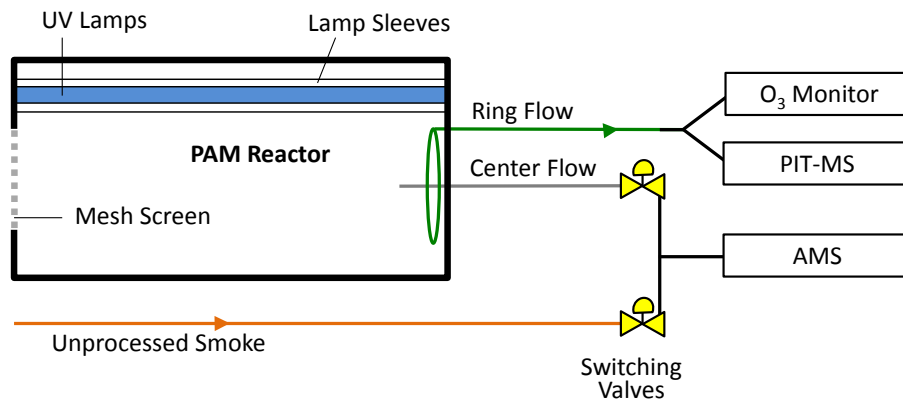 UV Lamps
Lamp Sleeves
O3 Monitor
Ring Flow
PAM Reactor
PIT-MS
Center Flow
Mesh Screen
AMS
Unprocessed Smoke
Switching
Valves